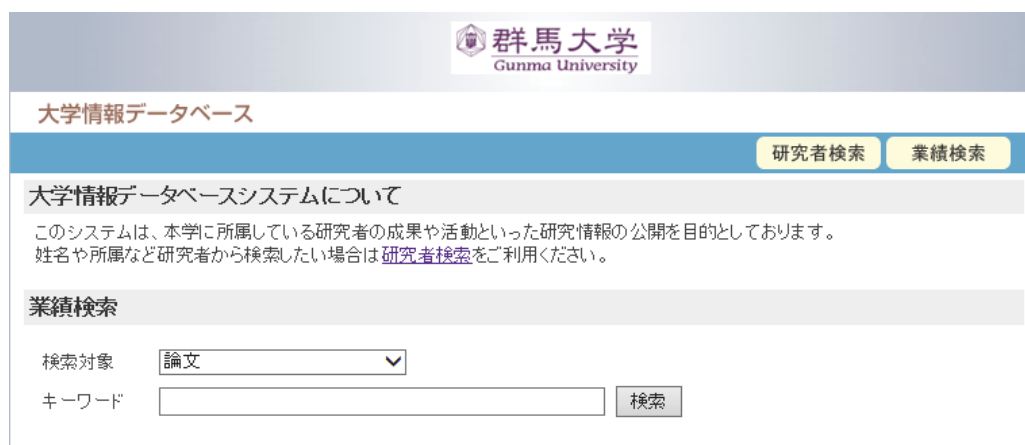 群馬大学
Gunma University
大学情報データベース
研究者検索 業績検索
大学情報データベースシステムについて
このシステムは、本学に所属している研究者の成果や活動といった研究情報の公開を目的としております。
姓名や所属など研究者から検索したい場合は研究者検索をご利用ください。
業績検索
検索対象 論文
キーワード 検索